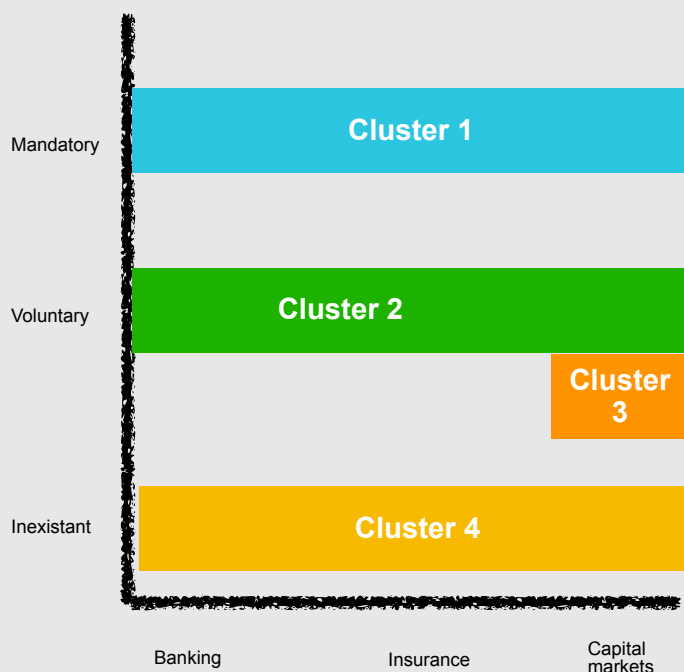 Cluster 1
Mandatory
Cluster 2
Voluntary
Cluster
3
Inexistant
Cluster 4
Banking
Insurance
Capital
markets